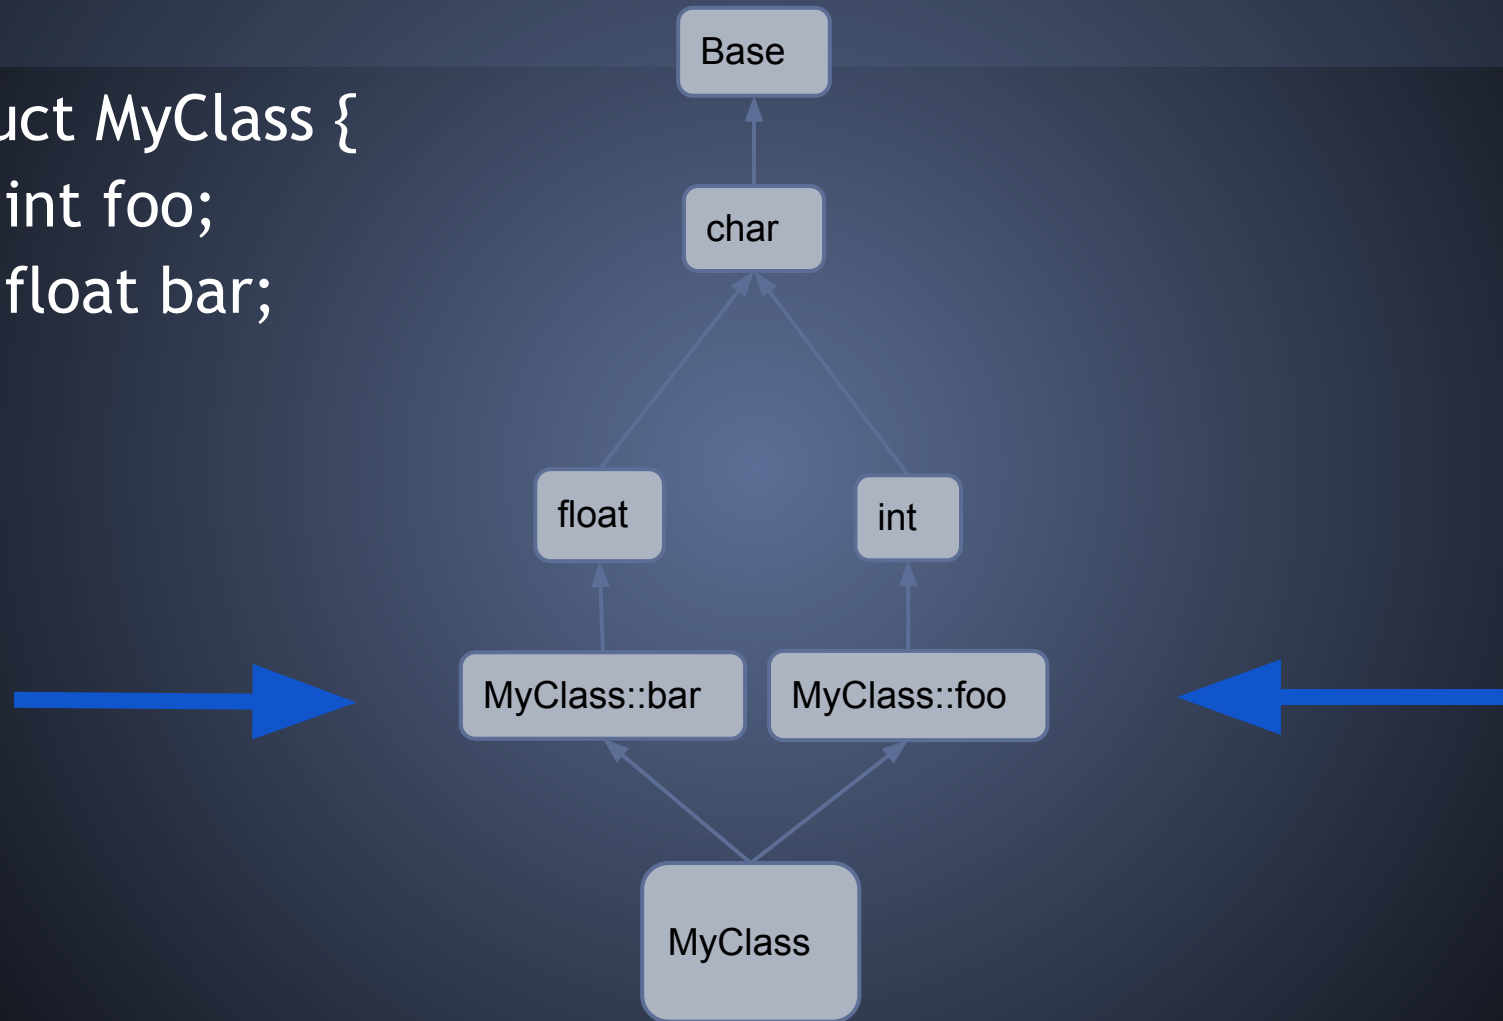 Base
uct MyClass {
int foo;
float bar;
char
float
int
MyClass::bar
MyClass::foo
MyClass